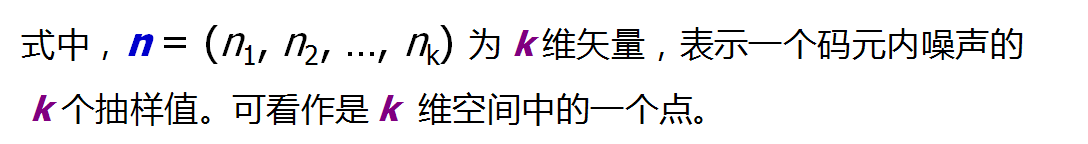 式中，n = (n1, n2, …, nk) 为 k 维矢量，表示一个码元内噪声的
k 个抽样值。可看作是 k 维空间中的一个点。